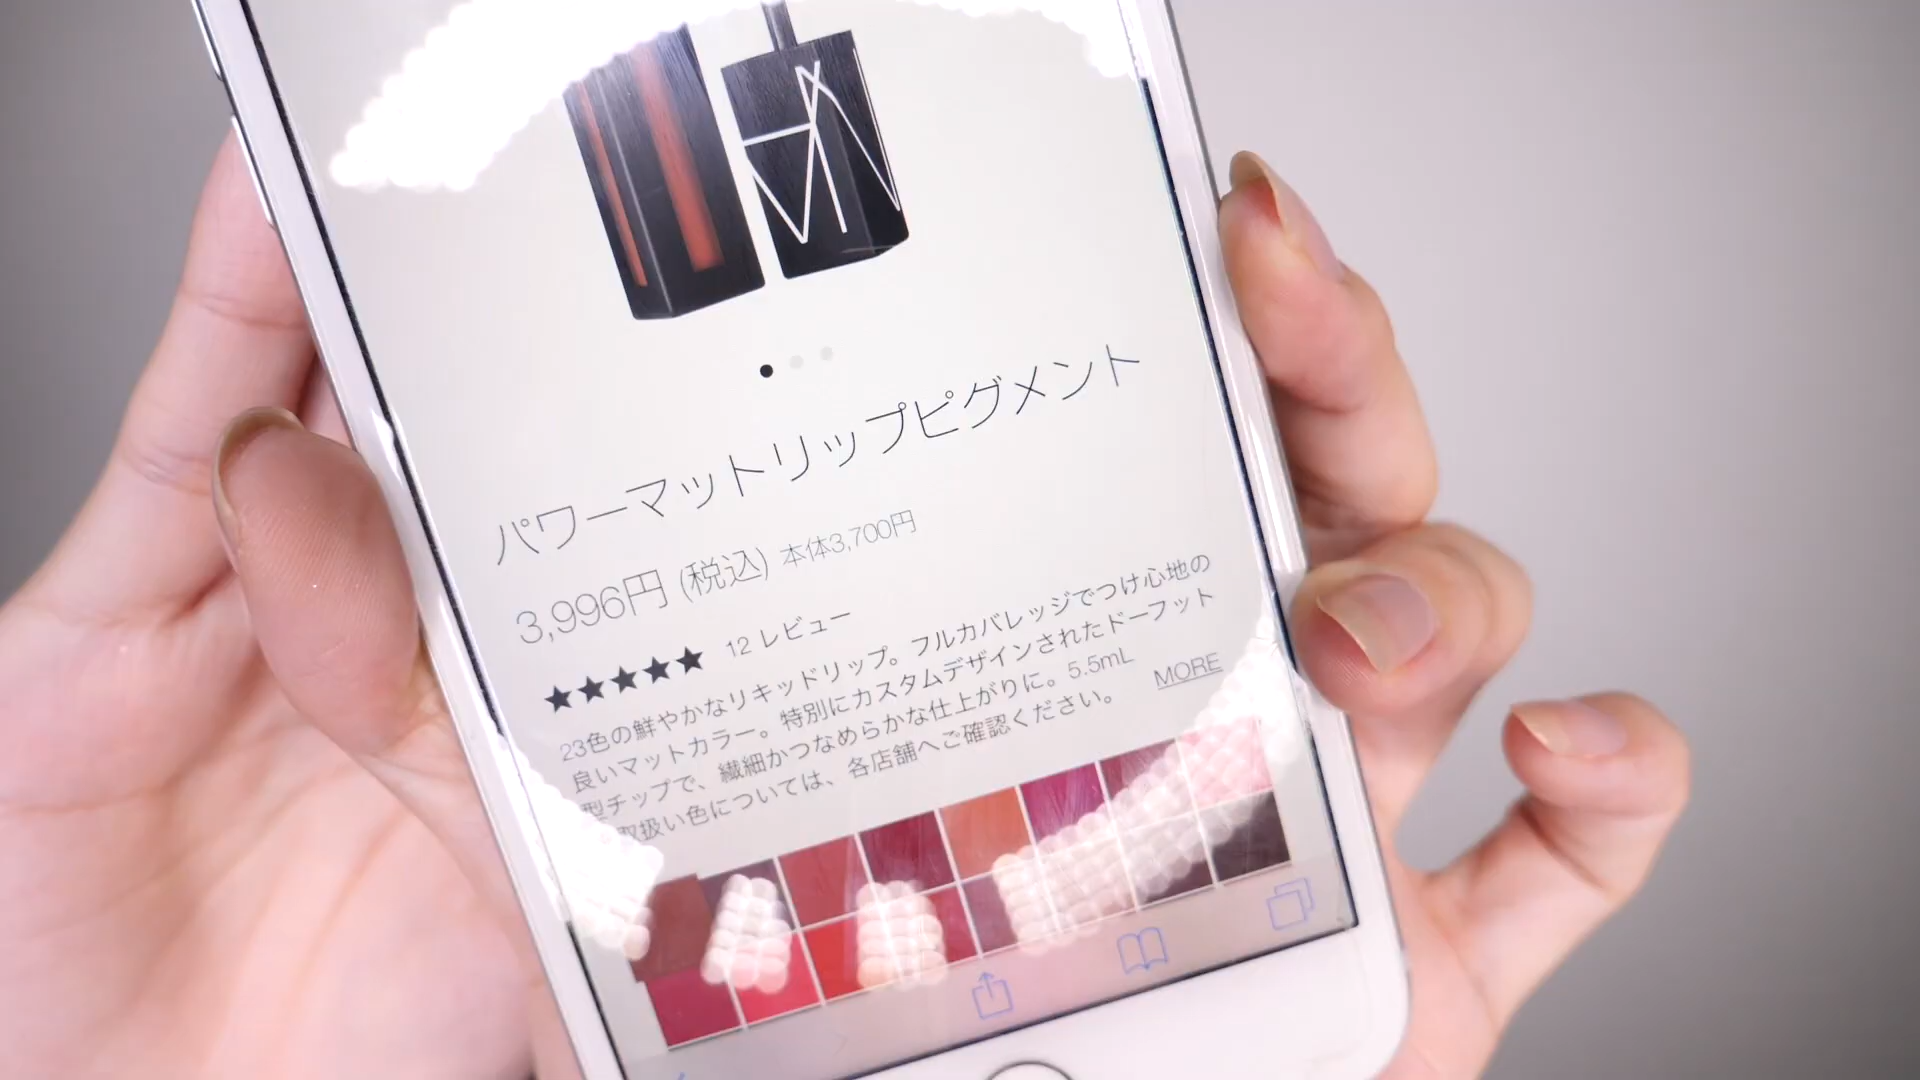 NARS
パワーマットリップピグメント
3,996円 (税込) 本体3,700円
12 レビュー
23色の鮮やかなリキッドリップ。フルカバレッジでつけ心地の
良いマットカラー。特別にカスタムデザインされたドーフット
型チップで、繊細かつなめらかな仕上がりに。5.5mL
取扱い色については、各店舗へご確認ください。
MORE